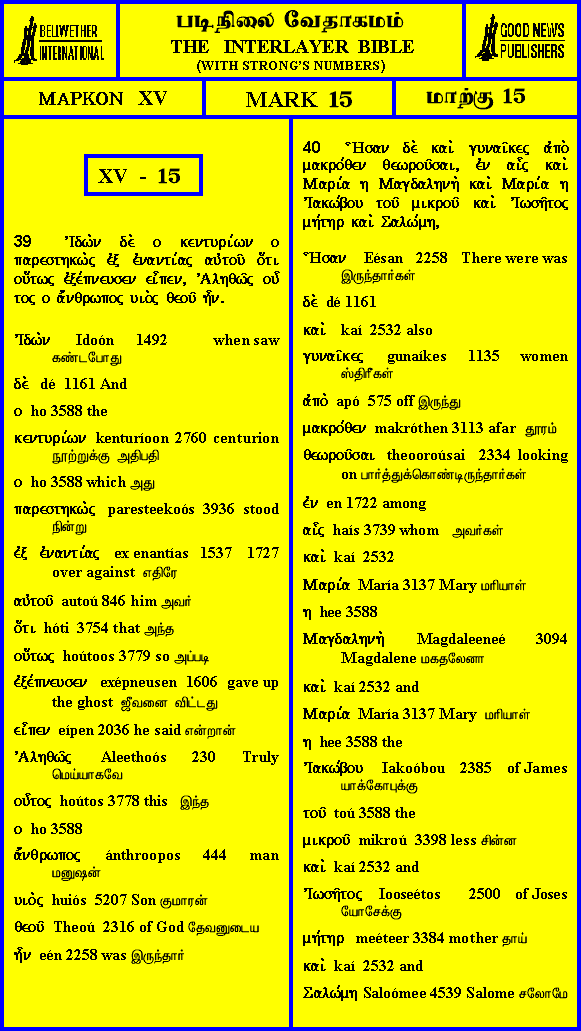 BELLWETHER
INTERNATIONAL
படிநிலை வேதாகமம்
THE INTERLAYER BIBLE
(WITH STRONG'S NUMBERS)
GOOD NEWS
PUBLISHERS
ΜΑΡΚΟΝ XV
MARK 15
மாற்கு 15
XV - 15
39 Ἰδὼν δὲ ο κεντυρίων ο
παρεστηκὼς ἐξ ἐναντίας αὐτοῦ ὅτι
οὕτως ἐξέπνευσεν εἶπεν, Ἀληθῶς οὗ
τος ο ἄνθρωπος υιὸς θεοῦ ἦν.
Ἰδὼν Idoón 1492 when saw
கண்டபோது
δὲ dé 1161 And
ο ho 3588 the
κεντυρίων kenturíoon 2760 centurion
நூற்றுக்கு அதிபதி
ο ho 3588 which அது
παρεστηκὼς paresteekoós 3936 stood
நின்று
ἐξ ἐναντίας ex enantías 1537 1727
over against எதிரே
αὐτοῦ autoú 846 him அவர்
ὅτι hóti 3754 that அந்த
οὕτως hoútoos 3779 so அப்படி
ἐξέπνευσεν exépneusen 1606 gave up
the ghost ஜீவனை விட்டது
εἶπεν eípen 2036 he said என்றான்
Ἀληθῶς Aleethoós 230 Truly
மெய்யாகவே
οὗτος hoútos 3778 this இந்த
ο ho 3588
ἄνθρωπος ánthroopos 444 man
மனுஷன்
υιὸς huiós 5207 Son குமாரன்
θεοῦ Theoú 2316 of God தேவனுடைய
ἦν eén 2258 was இருந்தார்
40 Ἦσαν δὲ καὶ γυναῖκες ἀπὸ
μακρόθεν θεωροῦσαι, ἐν αἷς καὶ
Μαρία η Μαγδαληνὴ καὶ Μαρία η
Ἰακώβου τοῦ μικροῦ καὶ Ἰωσῆτος
μήτηρ καὶ Σαλώμη,
Ἦσαν Eésan 2258 There were was
இருந்தார்கள்
δὲ dé 1161
καὶ kaí 2532 also
γυναῖκες gunaíkes 1135 women
ஸ்திரீகள்
ἀπὸ apó 575 off இருந்து
μακρόθεν makróthen 3113 afar தூரம்
θεωροῦσαι theooroúsai 2334 looking
on பார்த்துக்கொண்டிருந்தார்கள்
ἐν en 1722 among
αἷς haís 3739 whom அவர்கள்
καὶ kaí 2532
Μαρία María 3137 Mary மரியாள்
η hee 3588
Μαγδαληνὴ Magdaleeneé 3094
Magdalene மகதலேனா
καὶ kaí 2532 and
Μαρία María 3137 Mary மரியாள்
η hee 3588 the
Ἰακώβου Iakoóbou 2385 of James
யாக்கோபுக்கு
τοῦ toú 3588 the
μικροῦ mikroú 3398 less சின்ன
καὶ kaí 2532 and
Ἰωσῆτος Iooseétos 2500 of Joses
யோசேக்கு
μήτηρ meéteer 3384 mother தாய்
καὶ kaí 2532 and
Σαλώμη Saloómee 4539 Salome சலோமே